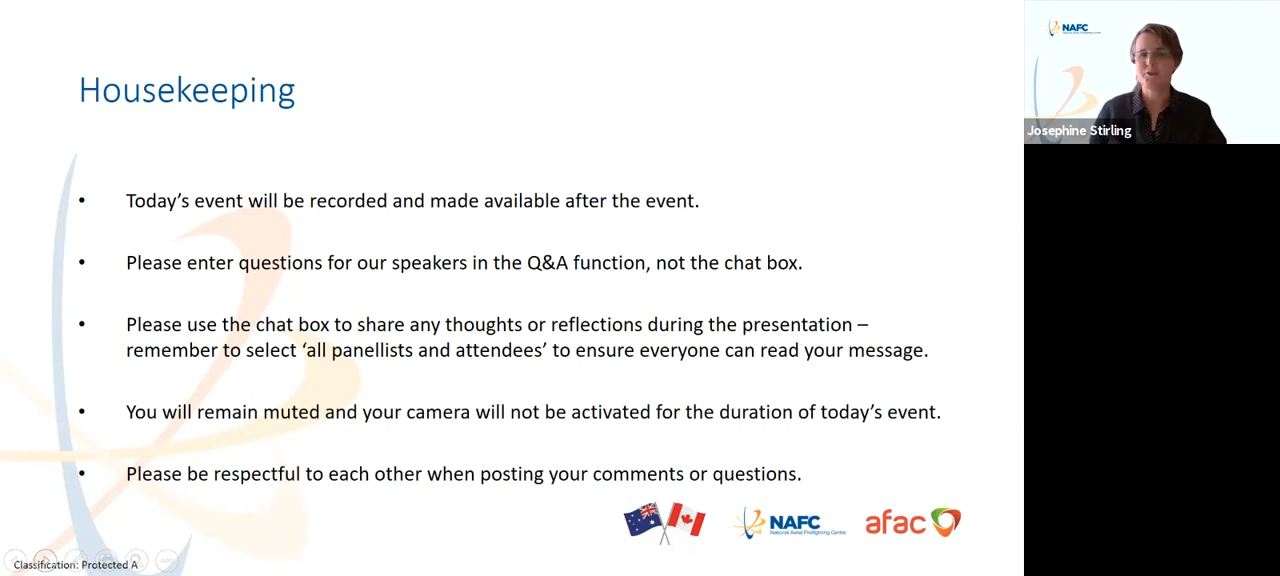 Housekeeping
• Today’s event will be recorded and made available after the event.
• Please enter questions for our speakers in the Q&A function, not the chat box.
• Please use the chat box to share any thoughts or reflections during the presentation –
remember to select ‘all panellists and attendees’ to ensure everyone can read your message.
• You will remain muted and your camera will not be activated for the duration of today’s event.
• Please be respectful to each other when posting your comments or questions.
NAFC
National Aerial Firefighting Centre
afac
Classification: Protected A
NAFC
Josephine Stirling